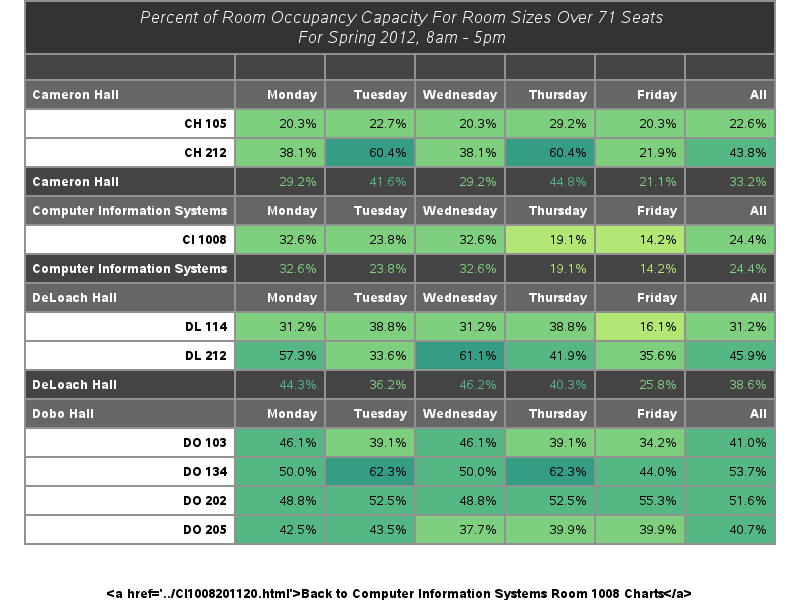 Percent of Room Occupancy Capacity For Room Sizes Over 71 Seats
For Spring 2012, 8am - 5pm
Cameron Hall Monday Tuesday Wednesday Thursday Friday All
CH 105 20.3% 22.7% 20.3% 29.2% 20.3% 22.6%
CH 212 38.1% 60.4% 38.1% 60.4% 21.9% 43.8%
Cameron Hall 29.2% 41.6% 29.2% 44.8% 21.1% 33.2%
Computer Information Systems Monday Tuesday Wednesday Thursday Friday All
CI 1008 32.6% 23.8% 32.6% 19.1% 14.2% 24.4%
Computer Information Systems 32.6% 23.8% 32.6% 19.1% 14.2% 24.4%
DeLoach Hall Monday Tuesday Wednesday Thursday Friday All
DL 114 31.2% 38.8% 31.2% 38.8% 16.1% 31.2%
DL 212 57.3% 33.6% 61.1% 41.9% 35.6% 45.9%
DeLoach Hall 44.3% 36.2% 46.2% 40.3% 25.8% 38.6%
Dobo Hall Monday Tuesday Wednesday Thursday Friday All
DO 103 46.1% 39.1% 46.1% 39.1% 34.2% 41.0%
DO 134 50.0% 62.3% 50.0% 62.3% 44.0% 53.7%
DO 202 48.8% 52.5% 48.8% 52.5% 55.3% 51.6%
DO 205 42.5% 43.5% 37.7% 39.9% 39.9% 40.7%
&lt;a href='../CI1008201120.html'&gt;Back to Computer Information Systems Room 1008 Charts&lt;/a&gt;